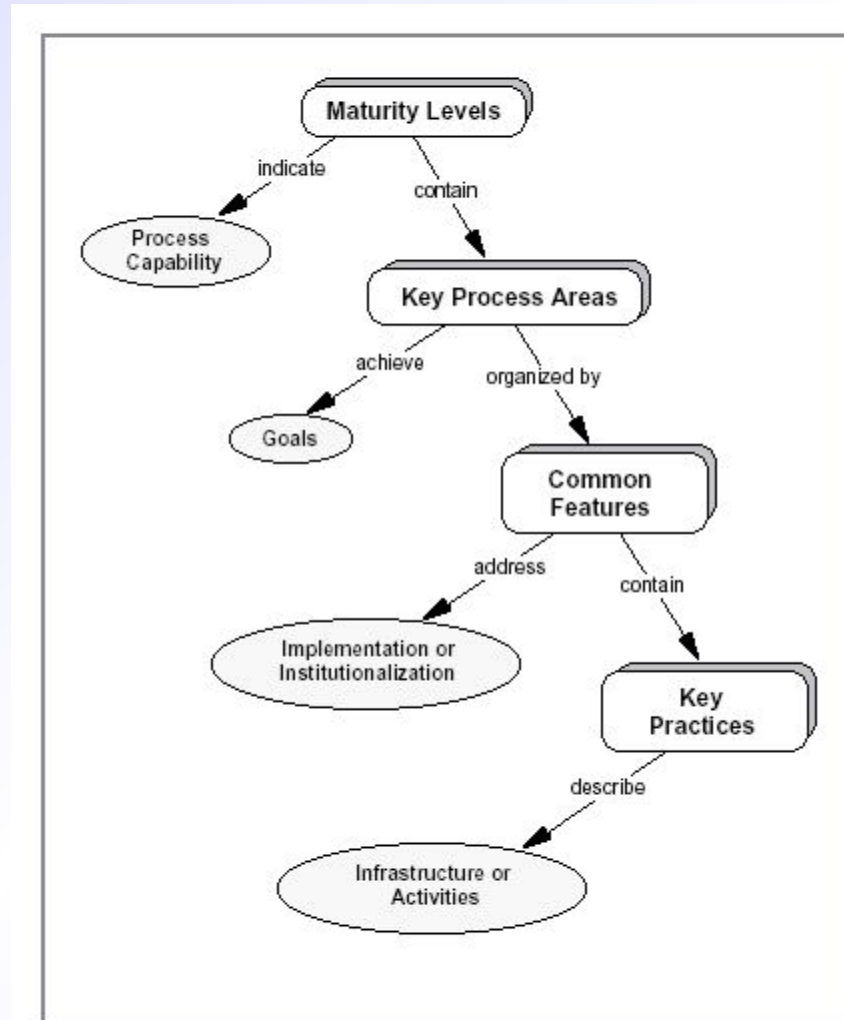 Maturity Levels
indicate
contain
Process
Capability
Key Process Areas
achieve
organized by
Goals
Common
Features
address
contain
Implementation or
Institutionalization
Key
Practices
describe
Infrastructure or
Activities